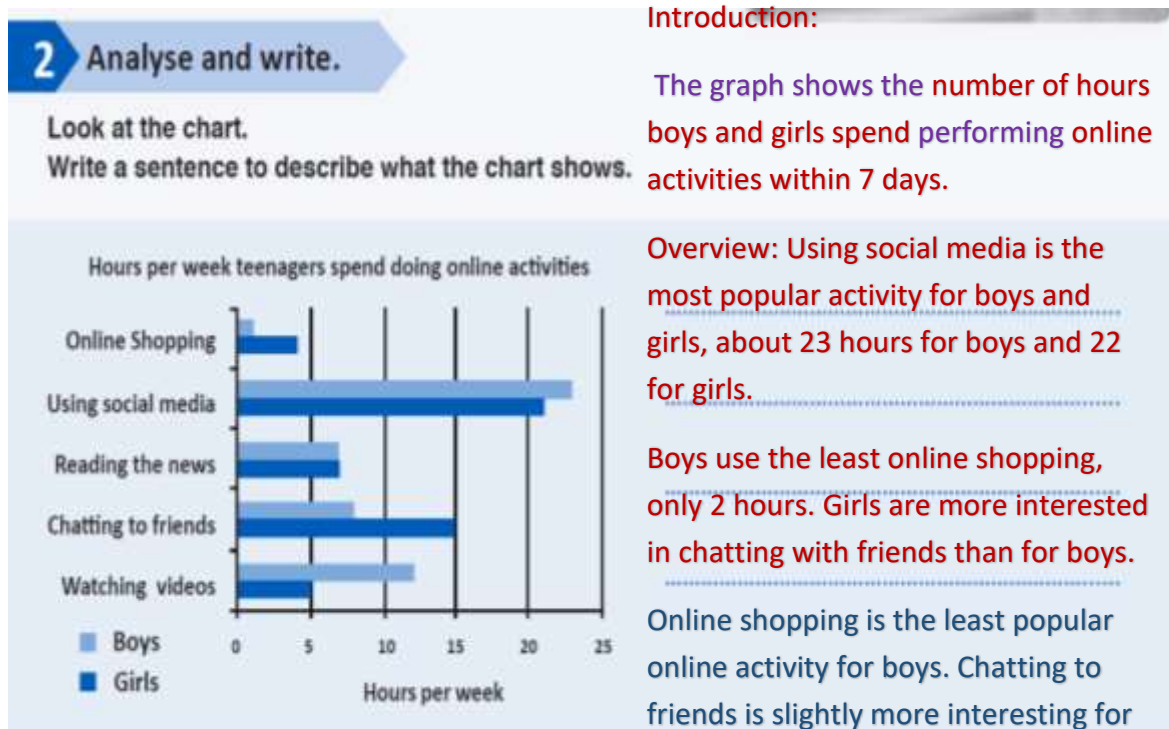 2 Analyse and write.
Look at the chart.
Write a sentence to describe what the chart shows.
Hours per week teenagers spend doing online activities
Online Shopping
Using social media
Reading the news
Chatting to friends
Watching videos
0 5 10 15 20 25
Boys
Girls
Hours per week
Introduction:
The graph shows the number of hours
boys and girls spend performing online
activities within 7 days.
Overview: Using social media is the
most popular activity for boys and
girls, about 23 hours for boys and 22
for girls.
Boys use the least online shopping,
only 2 hours. Girls are more interested
in chatting with friends than for boys.
Online shopping is the least popular
online activity for boys. Chatting to
friends is slightly more interesting for